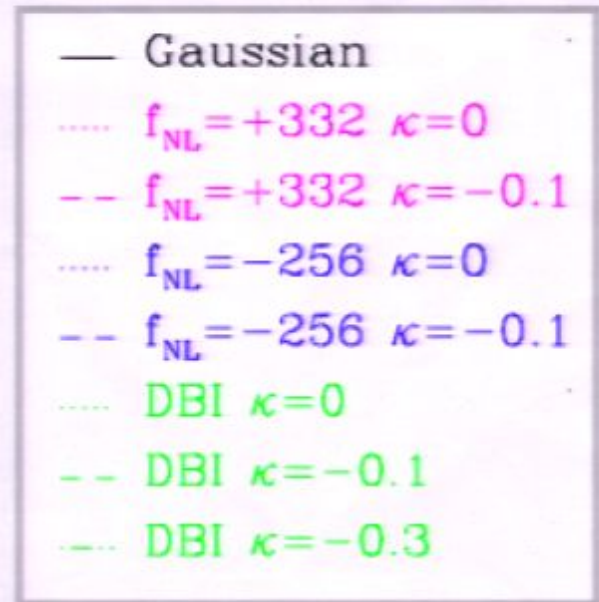 Gaussian
f_NL=+332 κ=0
f_NL=+332 κ=−0.1
f_NL=−256 κ=0
f_NL=−256 κ=−0.1
DBI κ=0
DBI κ=−0.1
DBI κ=−0.3